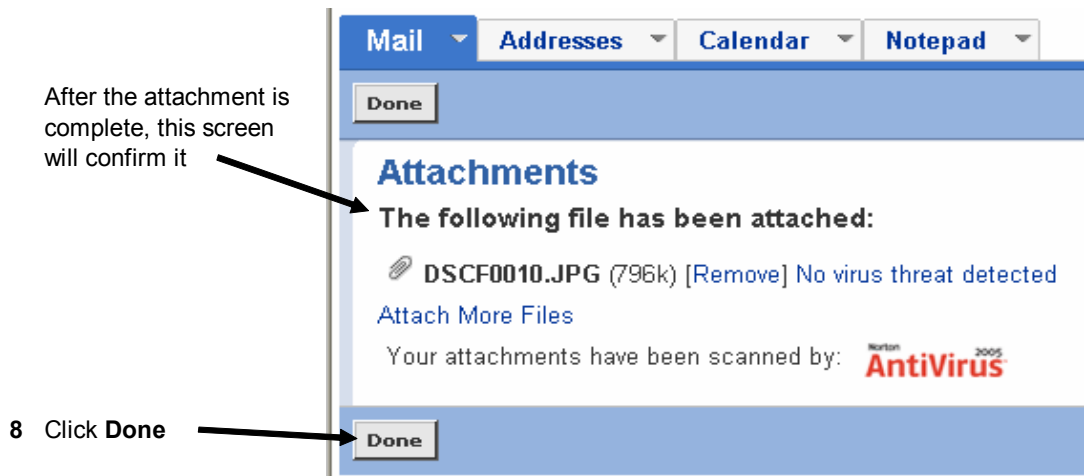 Mail Addresses Calendar Notepad
Done
After the attachment is
complete, this screen
will confirm it
Attachments
The following file has been attached:
DSCF0010.JPG (796k) [Remove] No virus threat detected
Attach More Files
Your attachments have been scanned by: Norton AntiVirus 2005
8 Click Done
Done